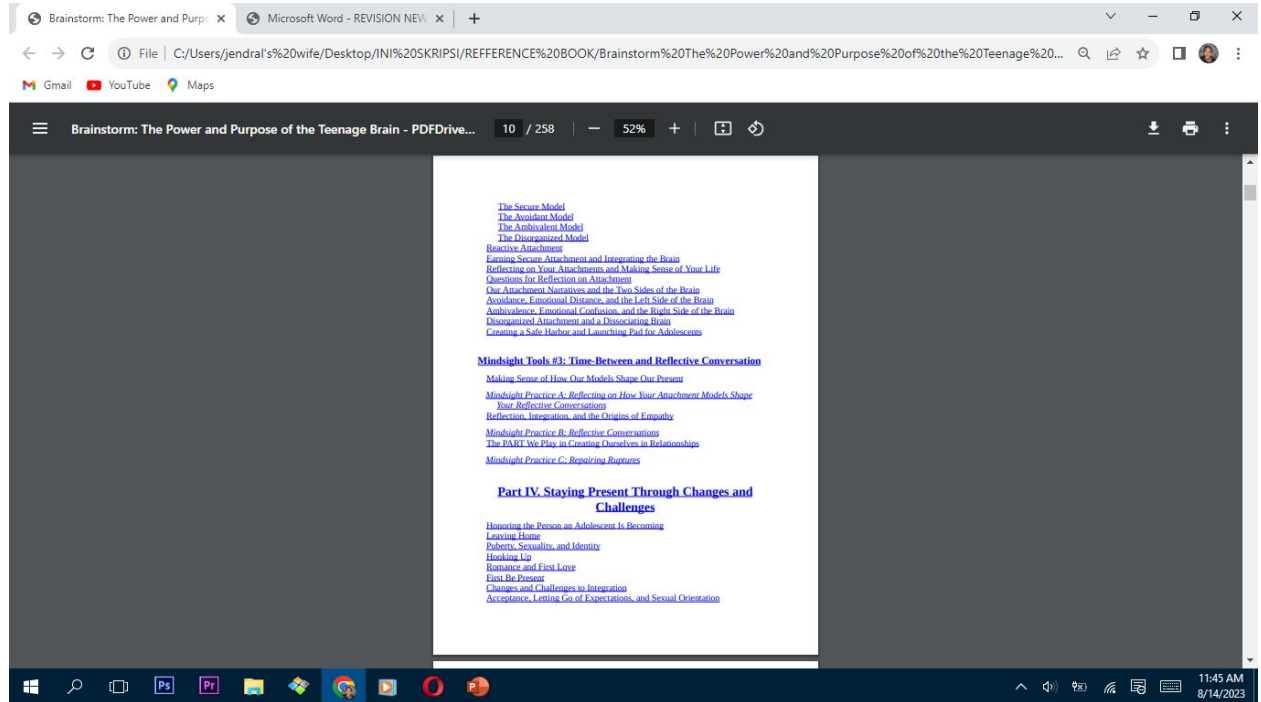 Brainstorm: The Power and Purpo
Microsoft Word - REVISION NEW
File | C:/Users/jendral's%20wife/Desktop/INI%20SKRIPSI/REFFERENCE%20BOOK/Brainstorm%20The%20Power%20and%20Purpose%20of%20the%20Teenage%20...
Gmail YouTube Maps
Brainstorm: The Power and Purpose of the Teenage Brain - PDFDrive... 10 / 258 | — 52% + |
The Secure Model
The Avoidant Model
The Ambivalent Model
The Disorganized Model
Reactive Attachment
Earning Secure Attachment and Integrating the Brain
Reflecting on Your Attachments and Making Sense of Your Life
Questions for Reflection on Attachment
Our Attachment Narratives and the Two Sides of the Brain
Avoidance, Emotional Distance, and the Left Side of the Brain
Ambivalence, Emotional Confusion, and the Right Side of the Brain
Disorganized Attachment and a Dissociating Brain
Creating a Safe Harbor and Launching Pad for Adolescents
Mindsight Tools #3: Time-Between and Reflective Conversation
Making Sense of How Our Models Shape Our Present
Mindsight Practice A: Reflecting on How Your Attachment Models Shape
Your Reflective Conversations
Reflection, Integration, and the Origins of Empathy
Mindsight Practice B: Reflective Conversations
The PART We Play in Creating Ourselves in Relationships
Mindsight Practice C: Repairing Ruptures
Part IV. Staying Present Through Changes and
Challenges
Honoring the Person an Adolescent Is Becoming
Leaving Home
Puberty, Sexuality, and Identity
Hooking Up
Romance and First Love
First Be Present
Changes and Challenges to Integration
Acceptance, Letting Go of Expectations, and Sexual Orientation
Ps Pr
11:45 AM
8/14/2023